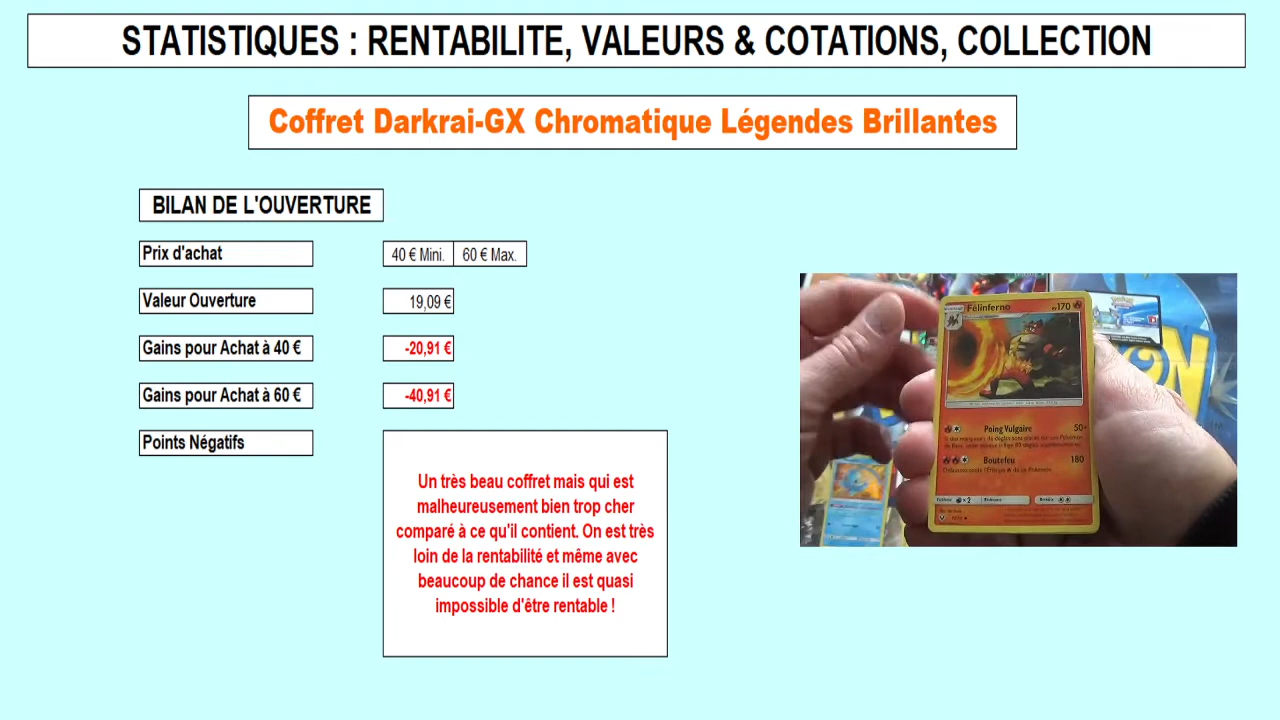 STATISTIQUES : RENTABILITE, VALEURS & COTATIONS, COLLECTION
Coffret Darkrai-GX Chromatique Légendes Brillantes
BILAN DE L'OUVERTURE
Prix d'achat
40 € Mini.
60 € Max.
Valeur Ouverture
19,09 €
Gains pour Achat à 40 €
-20,91 €
Gains pour Achat à 60 €
-40,91 €
Points Négatifs
Un très beau coffret mais qui est
malheureusement bien trop cher
comparé à ce qu'il contient. On est très
loin de la rentabilité et même avec
beaucoup de chance il est quasi
impossible d'être rentable !
Félinferno
170
Poing Vulgaire 50+
Boutefeu 180